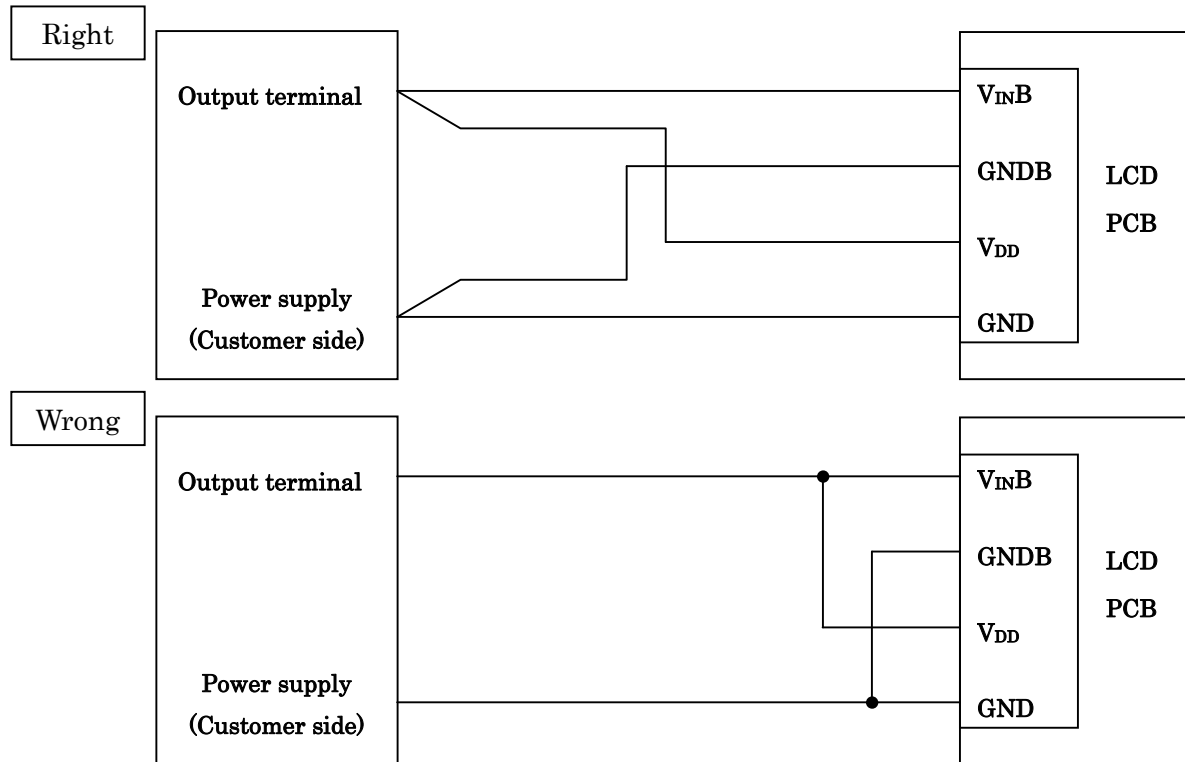 Right
Output terminal
Power supply
(Customer side)
VINB
GNDB
VDD
GND
LCD
PCB
Wrong
Output terminal
Power supply
(Customer side)
VINB
GNDB
VDD
GND
LCD
PCB